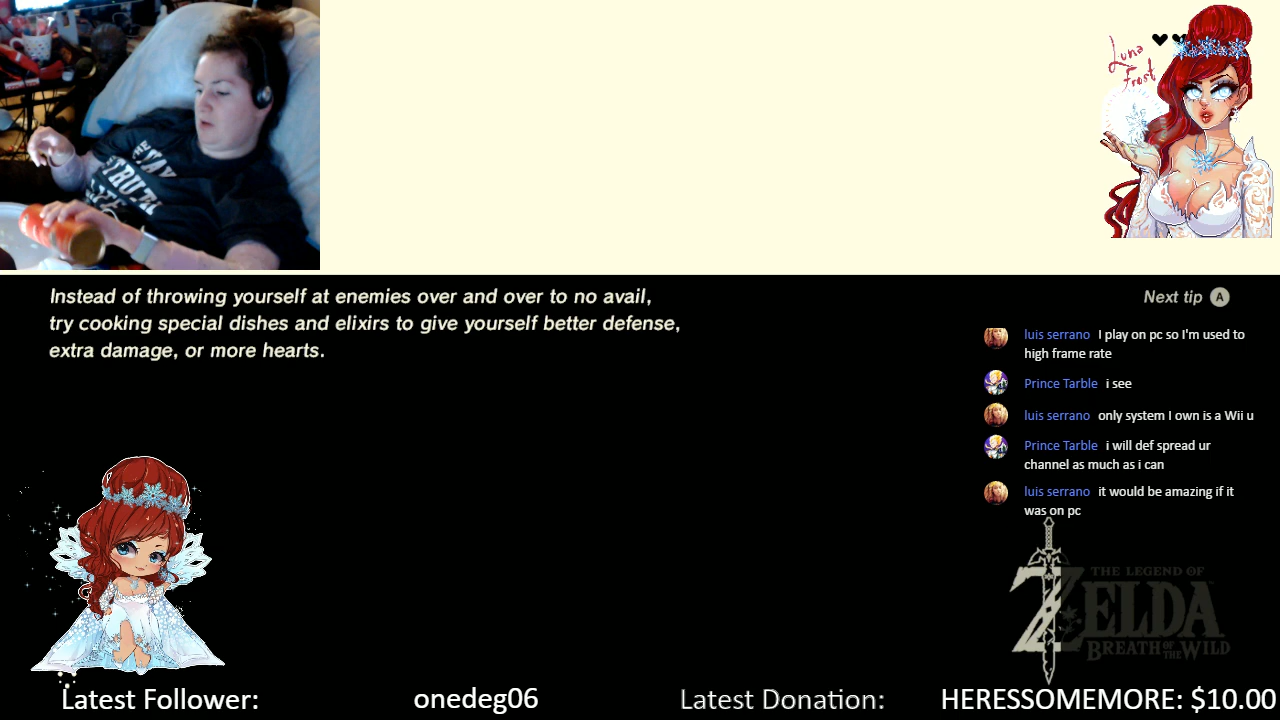 Luna
Frost
THE
STAY
TRUTH
Instead of throwing yourself at enemies over and over to no avail,
try cooking special dishes and elixirs to give yourself better defense,
extra damage, or more hearts.
Next tip A
luis serrano I play on pc so I'm used to
high frame rate
Prince Tarble i see
luis serrano only system I own is a Wii u
Prince Tarble i will def spread ur
channel as much as i can
luis serrano it would be amazing if it
was on pc
THE LEGEND OF
ZELDA
BREATH OF THE WILD
Latest Follower: onedeg06 Latest Donation: HERESSOMEMORE: $10.00